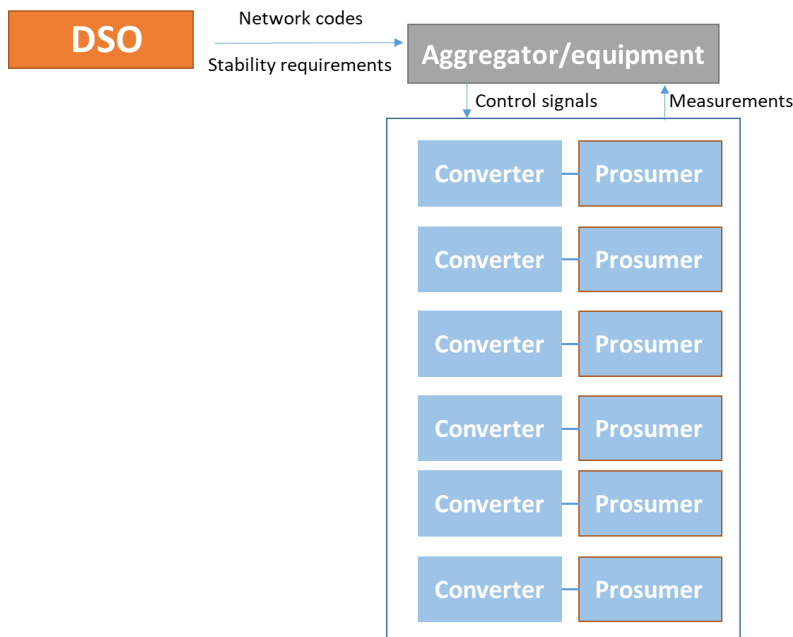 DSO
Network codes
Stability requirements
Aggregator/equipment
Control signals
Measurements
Converter
Prosumer
Converter
Prosumer
Converter
Prosumer
Converter
Prosumer
Converter
Prosumer
Converter
Prosumer